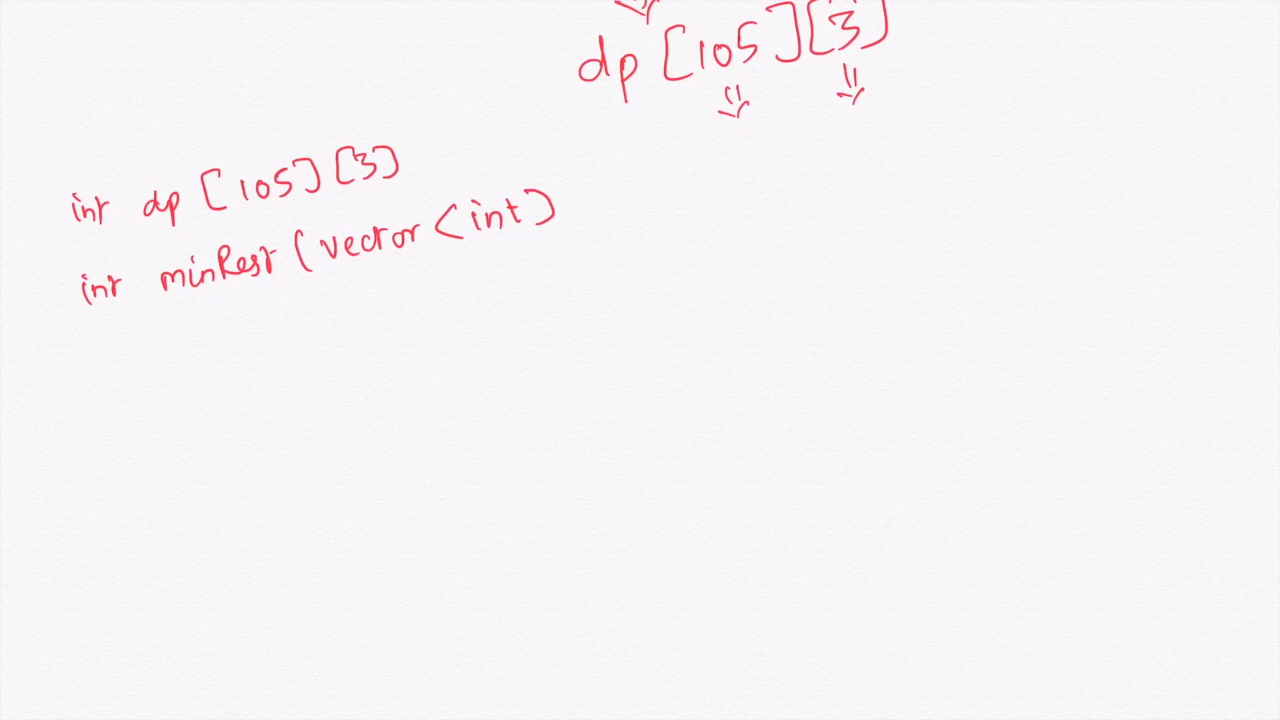 dp [105][3]
int dp [105][3]
int minRest (vector <int)